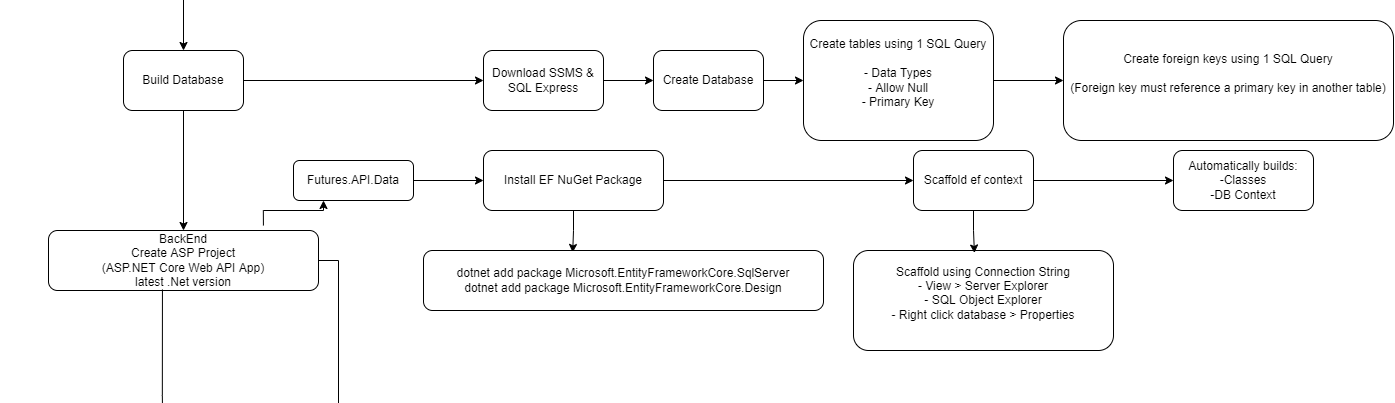 Build Database
Download SSMS &
SQL Express
Create Database
Create tables using 1 SQL Query
- Data Types
- Allow Null
- Primary Key
Create foreign keys using 1 SQL Query
(Foreign key must reference a primary key in another table)
Futures.API.Data
Install EF NuGet Package
Scaffold ef context
Automatically builds:
-Classes
-DB Context
BackEnd
Create ASP Project
(ASP.NET Core Web API App)
latest .Net version
dotnet add package Microsoft.EntityFrameworkCore.SqlServer
dotnet add package Microsoft.EntityFrameworkCore.Design
Scaffold using Connection String
- View > Server Explorer
- SQL Object Explorer
- Right click database > Properties